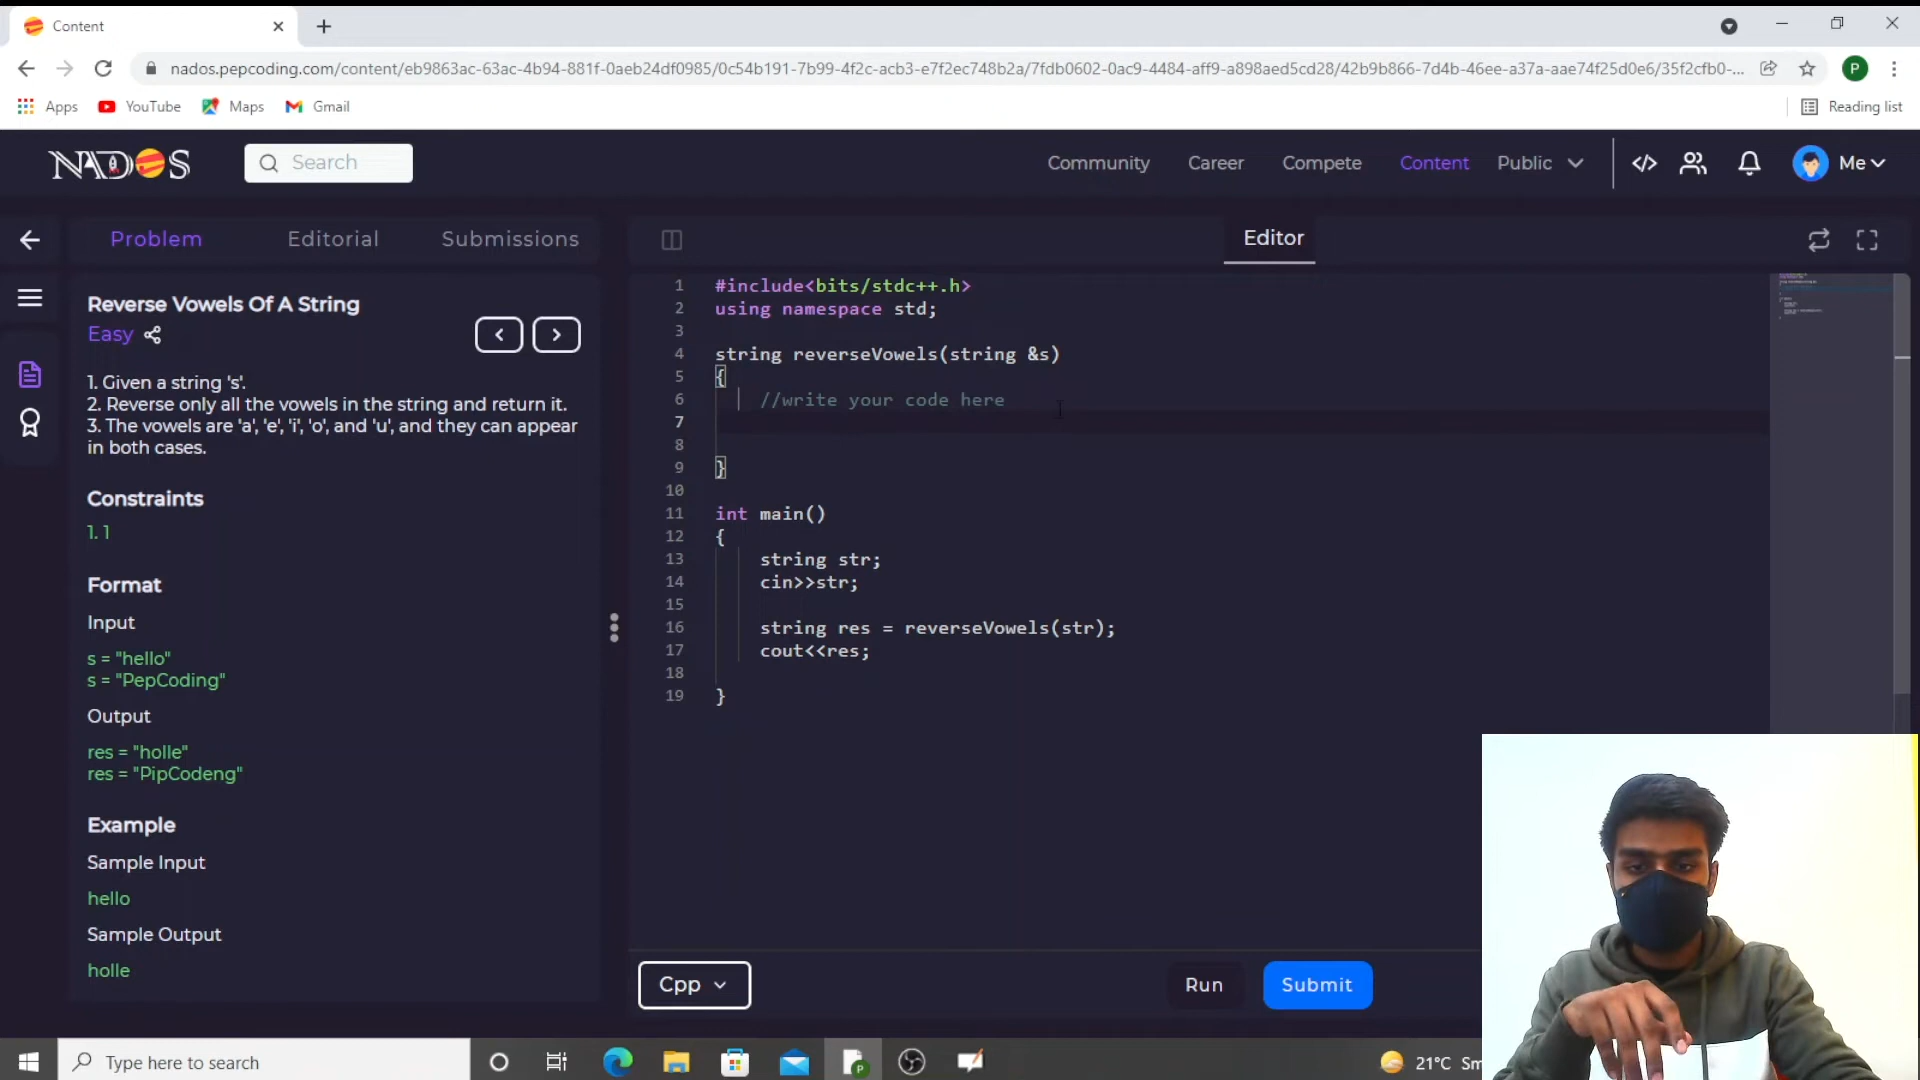 Content
nados.pepcoding.com/content/eb9863ac-63ac-4b94-881f-0aeb24df0985/0c54b191-7b99-4f2c-acb3-e7f2ec748b2a/7fdb0602-0ac9-4484-aff9-a898aed5cd28/42b9b866-7d4b-46ee-a37a-aae74f25d0e6/35f2cfb0-...
P
Apps
YouTube
Maps
Gmail
Reading list
NADOS
Search
Community
Career
Compete
Content
Public
Me
Problem
Editorial
Submissions
Editor
Reverse Vowels Of A String
Easy
1. Given a string 's'.
2. Reverse only all the vowels in the string and return it.
3. The vowels are 'a', 'e', 'i', 'o', and 'u', and they can appear
in both cases.
Constraints
1. 1
Format
Input
s = "hello"
s = "PepCoding"
Output
res = "holle"
res = "PipCodeng"
Example
Sample Input
hello
Sample Output
holle
1 #include<bits/stdc++.h>
2 using namespace std;
3
4 string reverseVowels(string &s)
5 {
6 //write your code here
7
8
9 }
10
11 int main()
12 {
13 string str;
14 cin>>str;
15
16 string res = reverseVowels(str);
17 cout<<res;
18
19 }
Cpp
Run
Submit
Type here to search
21°C Sm